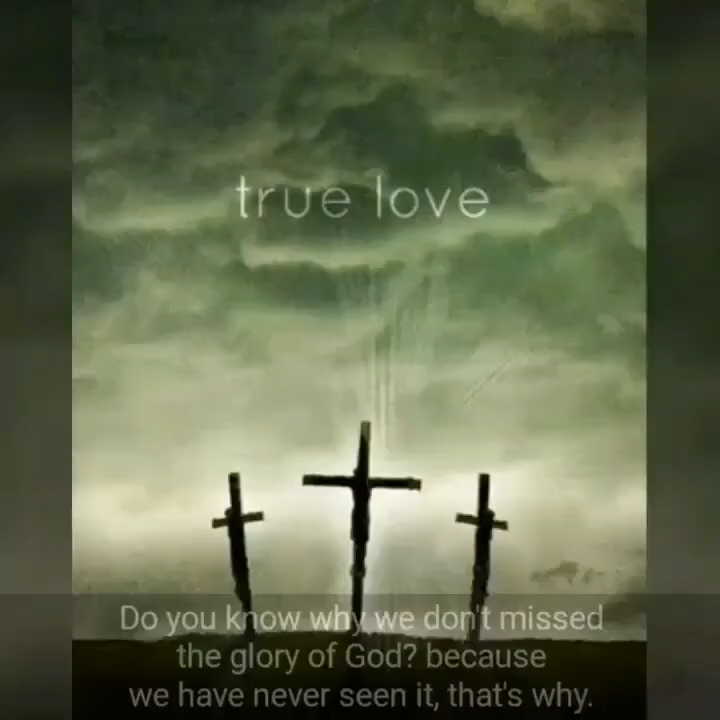 true love
Do you know why we don't missed
the glory of God? because
we have never seen it, that's why.